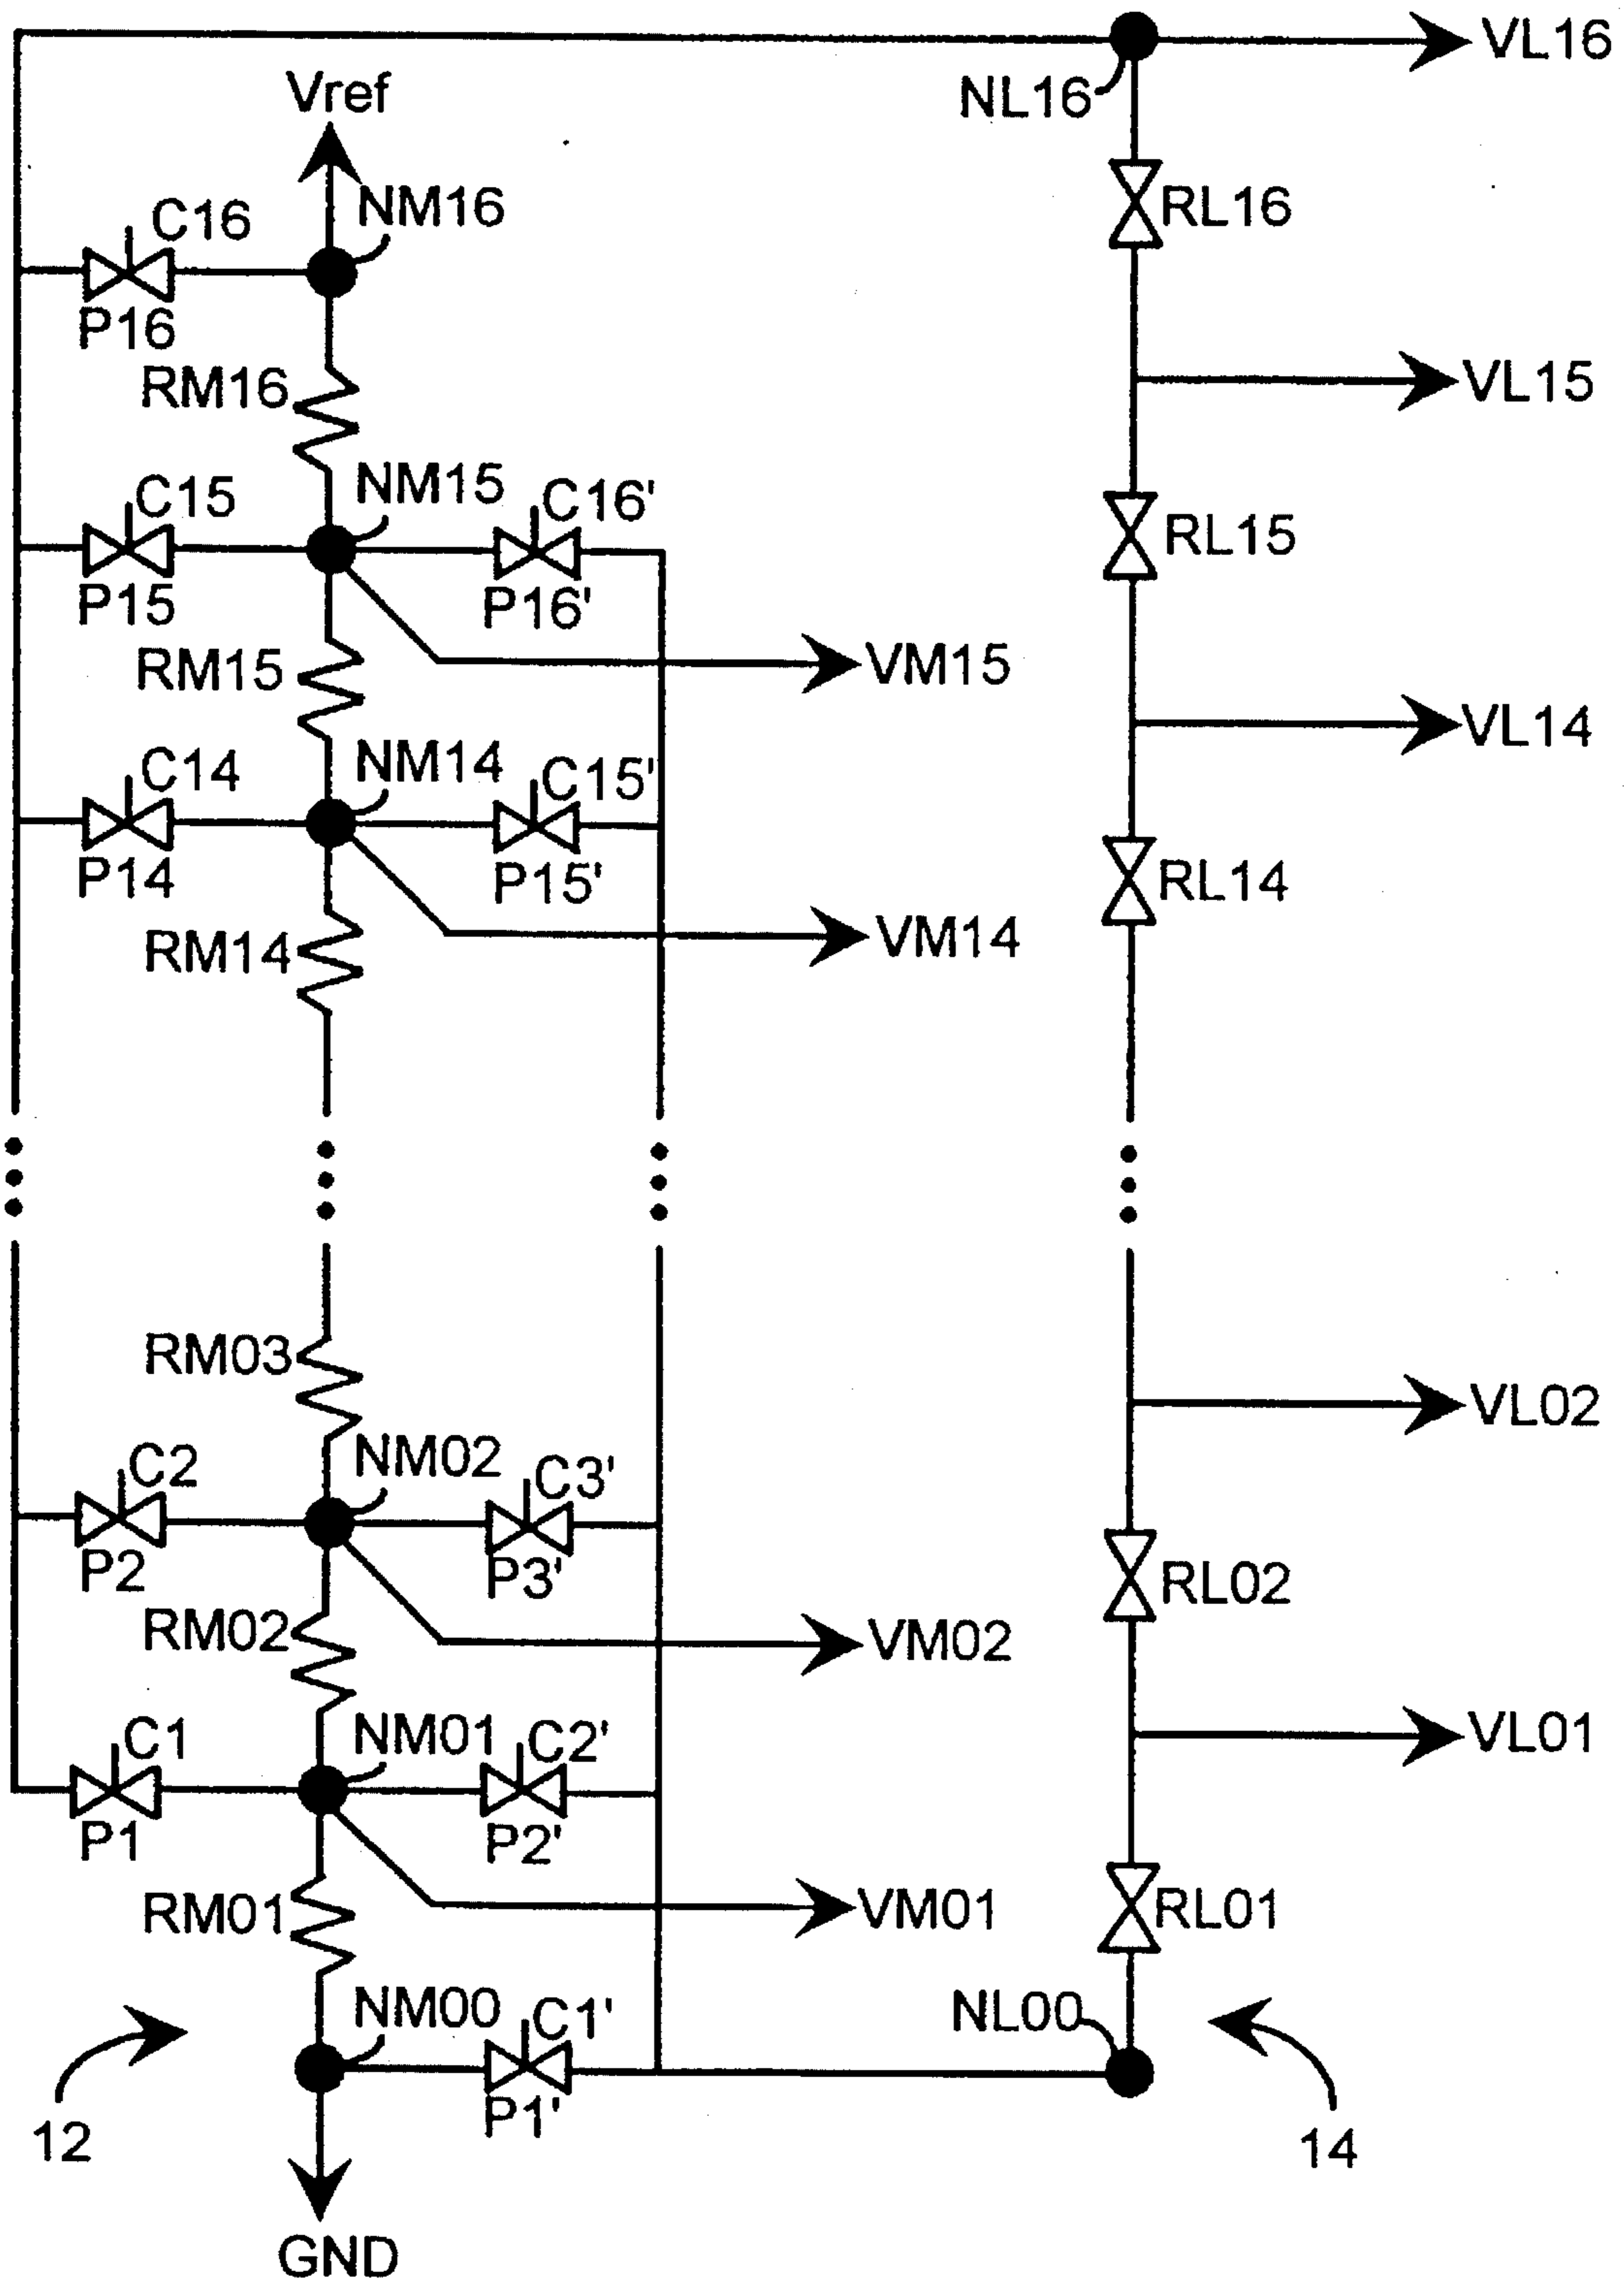 VL16
NL16
Vref
C16
NM16
P16
RL16
RM16
VL15
C15
NM15
C16'
RL15
P15
P16'
RM15
VM15
VL14
C14
NM14
C15'
P14
P15'
RL14
RM14
VM14
RM03
VL02
C2
NM02
C3'
P2
P3'
RL02
RM02
VM02
C1
NM01
C2'
VL01
P1
P2'
RM01
VM01
RL01
NM00
C1'
NL00
P1'
12
14
GND